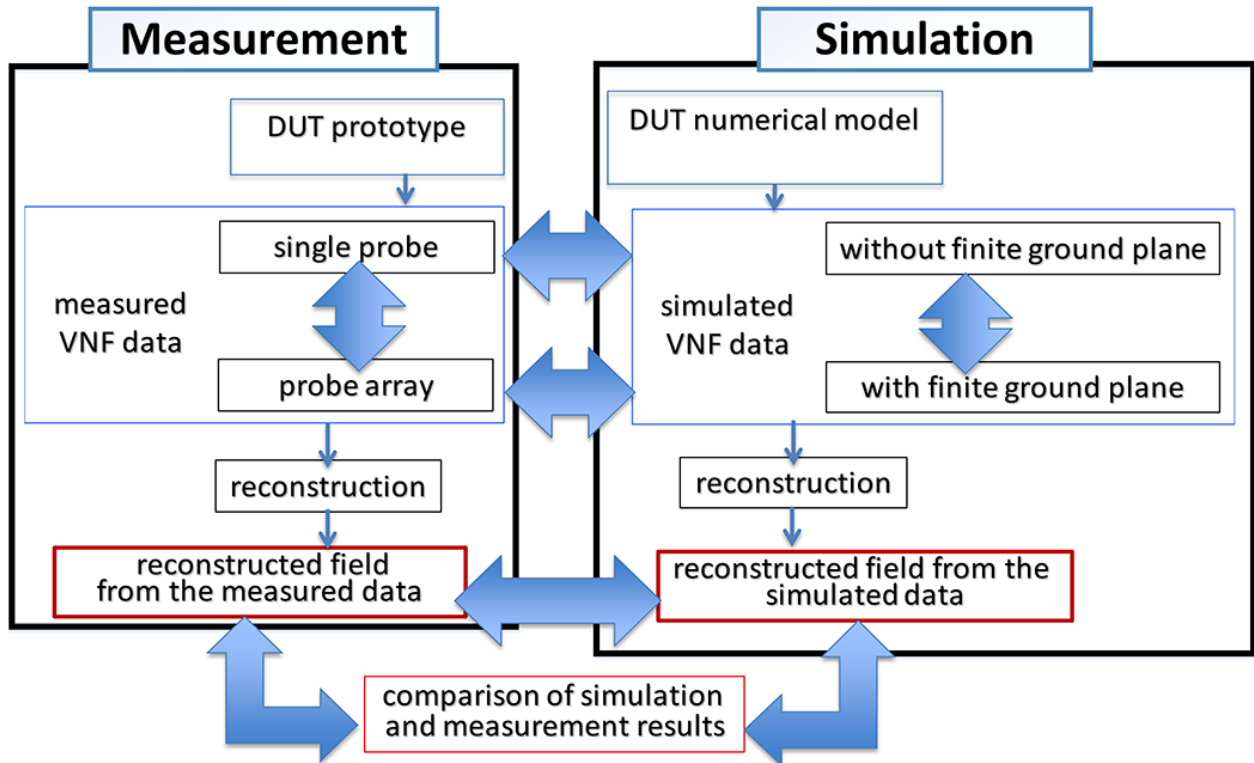 Measurement
DUT prototype
single probe
measured
VNF data
probe array
reconstruction
reconstructed field
from the measured data
Simulation
DUT numerical model
without finite ground plane
simulated
VNF data
with finite ground plane
reconstruction
reconstructed field from the
simulated data
comparison of simulation
and measurement results